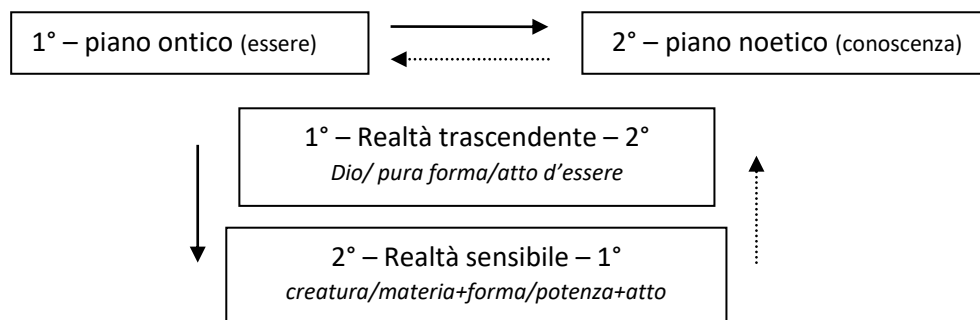 1° – piano ontico (essere)
2° – piano noetico (conoscenza)
1° – Realtà trascendente – 2°
Dio/ pura forma/atto d’essere
2° – Realtà sensibile – 1°
creatura/materia+forma/potenza+atto